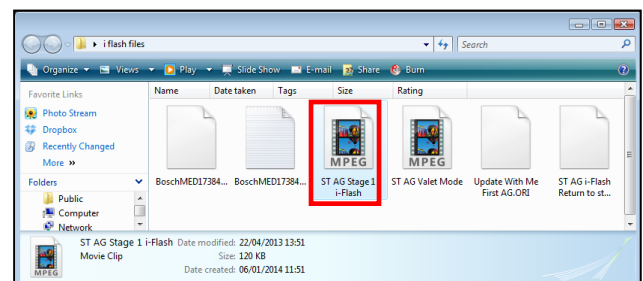 i flash files
Search
Organize Views Play Slide Show E-mail Share Burn
Favorite Links
Photo Stream
Dropbox
Recently Changed
More »
Folders
Public
Computer
Network
Name Date taken Tags Size Rating
MPEG MPEG
BoschMED17384... BoschMED17384... ST AG Stage 1 ST AG Valet Mode Update With Me ST AG i-Flash
i-Flash First AG.ORI Return to st...
MPEG
ST AG Stage 1 i-Flash Date modified: 22/04/2013 13:51
Movie Clip Size: 120 KB
Date created: 06/01/2014 11:51